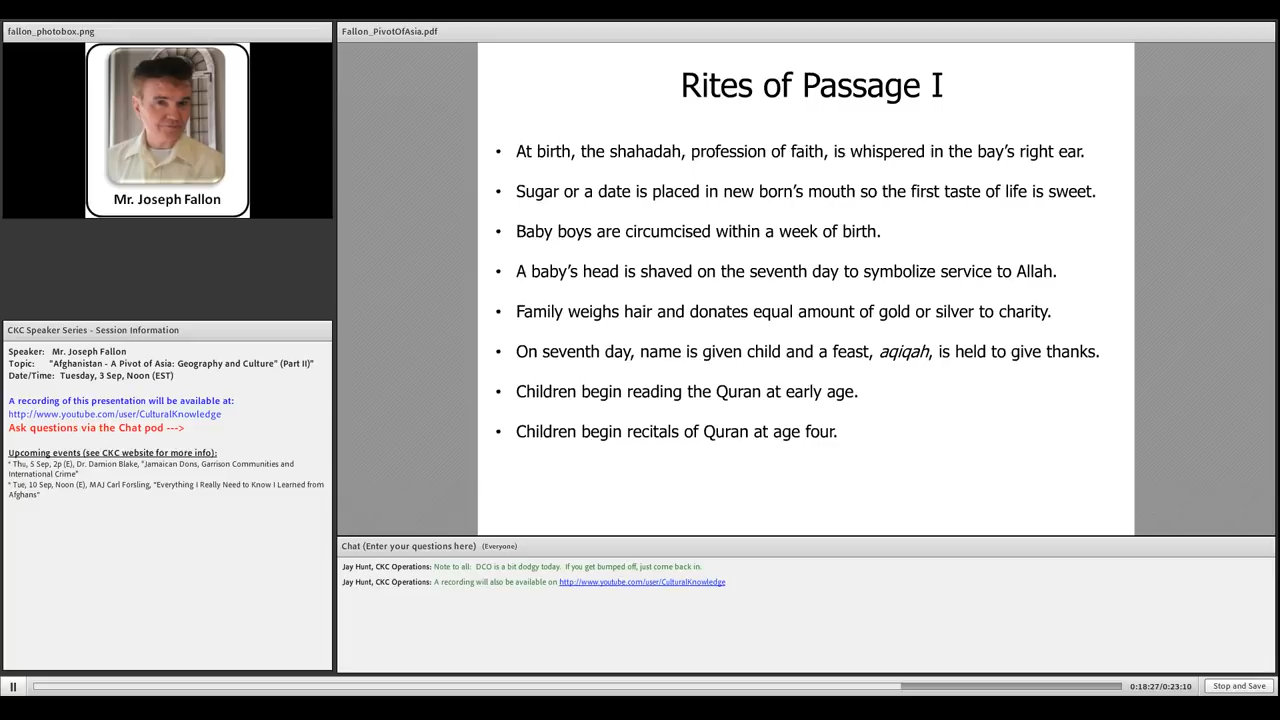 fallon_photobox.png
Mr. Joseph Fallon
CKC Speaker Series - Session Information
Speaker: Mr. Joseph Fallon
Topic: "Afghanistan - A Pivot of Asia: Geography and Culture" (Part II)"
Date/Time: Tuesday, 3 Sep, Noon (EST)
A recording of this presentation will be available at:
http://www.youtube.com/user/CulturalKnowledge
Ask questions via the Chat pod --->
Upcoming events (see CKC website for more info):
* Thu, 5 Sep, 2p (E), Dr. Damion Blake, "Jamaican Dons, Garrison Communities and
International Crime"
* Tue, 10 Sep, Noon (E), MAJ Carl Forsling, "Everything I Really Need to Know I Learned from
Afghans"
Fallon_PivotOfAsia.pdf
Rites of Passage I
• At birth, the shahadah, profession of faith, is whispered in the bay's right ear.
• Sugar or a date is placed in new born's mouth so the first taste of life is sweet.
• Baby boys are circumcised within a week of birth.
• A baby's head is shaved on the seventh day to symbolize service to Allah.
• Family weighs hair and donates equal amount of gold or silver to charity.
• On seventh day, name is given child and a feast, aqiqah, is held to give thanks.
• Children begin reading the Quran at early age.
• Children begin recitals of Quran at age four.
Chat (Enter your questions here) (Everyone)
Jay Hunt, CKC Operations: Note to all: DCO is a bit dodgy today. If you get bumped off, just come back in.
Jay Hunt, CKC Operations: A recording will also be available on http://www.youtube.com/user/CulturalKnowledge
0:18:27/0:23:10
Stop and Save